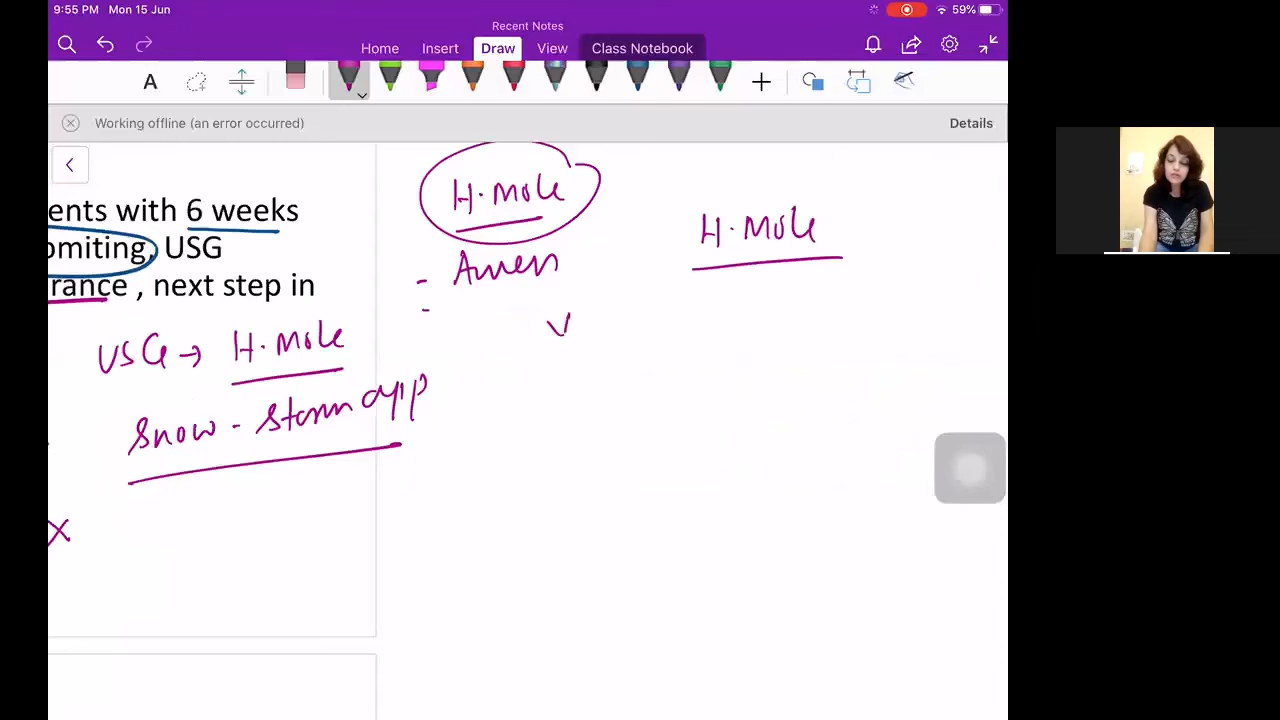 9:55 PM Mon 15 Jun
59%
Recent Notes
Home Insert Draw View Class Notebook
A
Working offline (an error occurred) Details
ents with 6 weeks
omiting, USG
rance , next step in
USG → H.Mole
Snow - Storm app
X
H.Mole
- Amen
-
V
H.Mole